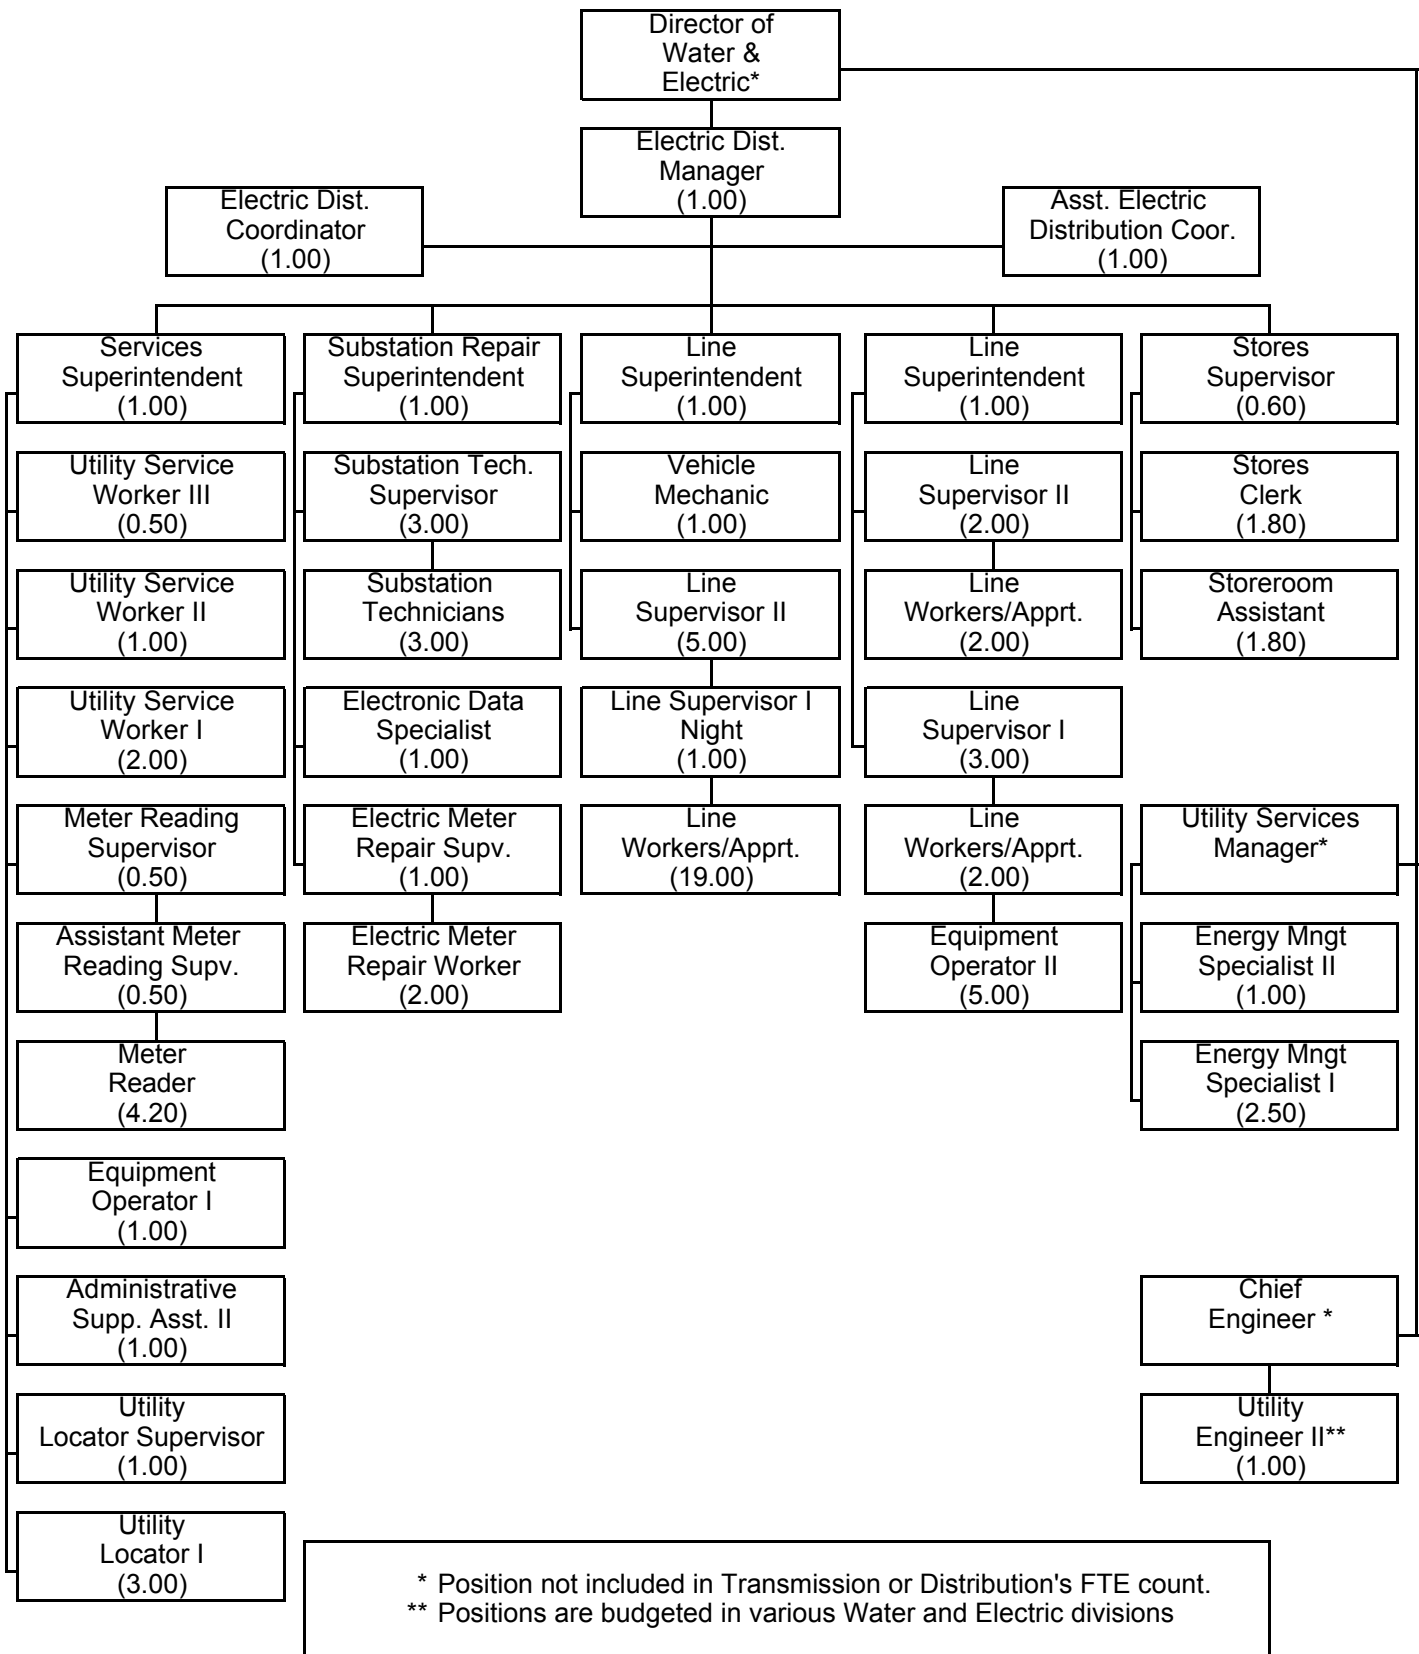 Director of
Water &
Electric*
Electric Dist.
Manager
(1.00)
Electric Dist.
Coordinator
(1.00)
Asst. Electric
Distribution Coor.
(1.00)
Services
Superintendent
(1.00)
Utility Service
Worker III
(0.50)
Utility Service
Worker II
(1.00)
Utility Service
Worker I
(2.00)
Meter Reading
Supervisor
(0.50)
Assistant Meter
Reading Supv.
(0.50)
Meter
Reader
(4.20)
Equipment
Operator I
(1.00)
Administrative
Supp. Asst. II
(1.00)
Utility
Locator Supervisor
(1.00)
Utility
Locator I
(3.00)
Substation Repair
Superintendent
(1.00)
Substation Tech.
Supervisor
(3.00)
Substation
Technicians
(3.00)
Electronic Data
Specialist
(1.00)
Electric Meter
Repair Supv.
(1.00)
Electric Meter
Repair Worker
(2.00)
Line
Superintendent
(1.00)
Vehicle
Mechanic
(1.00)
Line
Supervisor II
(5.00)
Line Supervisor I
Night
(1.00)
Line
Workers/Apprt.
(19.00)
Line
Superintendent
(1.00)
Line
Supervisor II
(2.00)
Line
Workers/Apprt.
(2.00)
Line
Supervisor I
(3.00)
Line
Workers/Apprt.
(2.00)
Equipment
Operator II
(5.00)
Stores
Supervisor
(0.60)
Stores
Clerk
(1.80)
Storeroom
Assistant
(1.80)
Utility Services
Manager*
Energy Mngt
Specialist II
(1.00)
Energy Mngt
Specialist I
(2.50)
Chief
Engineer *
Utility
Engineer II**
(1.00)
* Position not included in Transmission or Distribution's FTE count.
** Positions are budgeted in various Water and Electric divisions